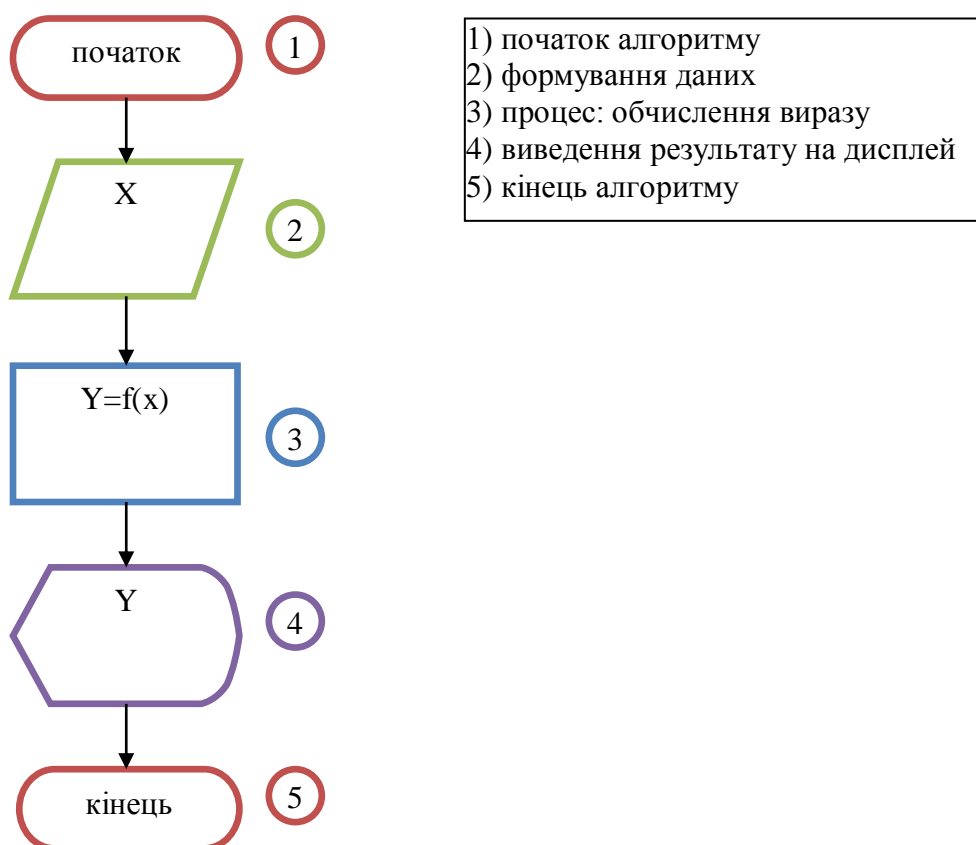 початок
1
X
2
Y=f(x)
3
Y
4
кінець
5
1) початок алгоритму
2) формування даних
3) процес: обчислення виразу
4) виведення результату на дисплей
5) кінець алгоритму